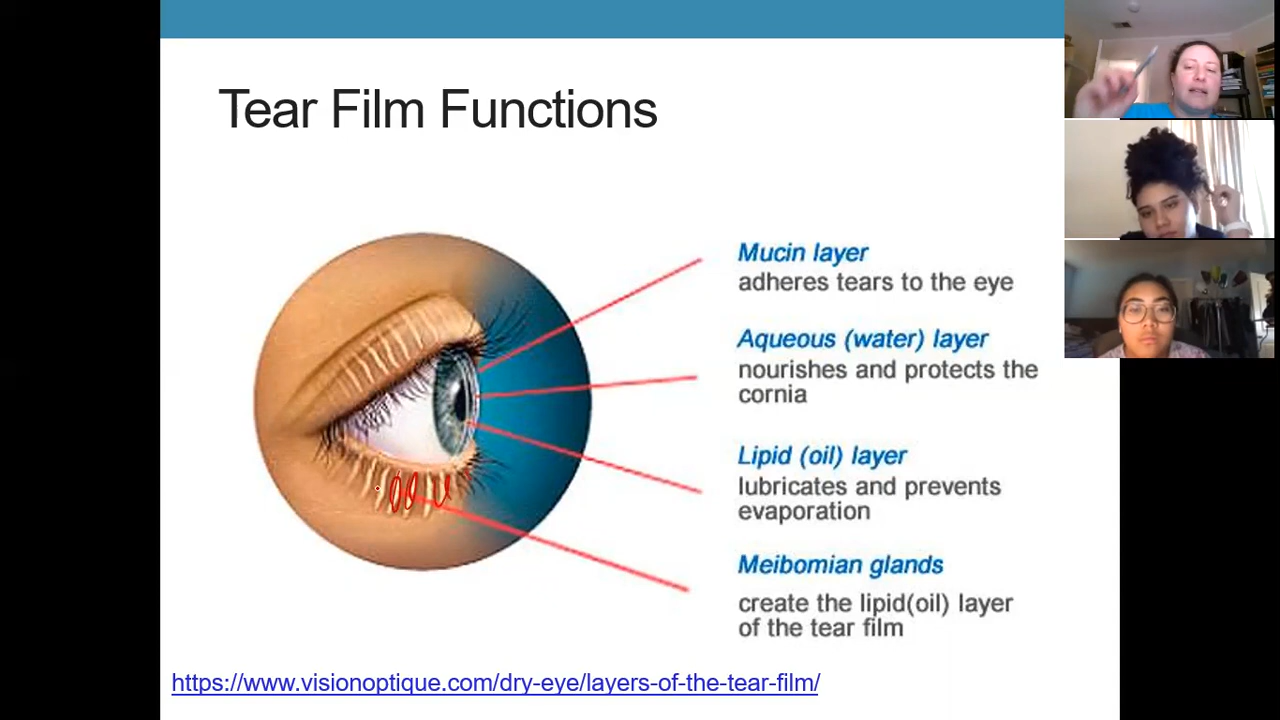 Tear Film Functions
Mucin layer
adheres tears to the eye
Aqueous (water) layer
nourishes and protects the
cornia
Lipid (oil) layer
lubricates and prevents
evaporation
Meibomian glands
create the lipid(oil) layer
of the tear film
https://www.visionoptique.com/dry-eye/layers-of-the-tear-film/